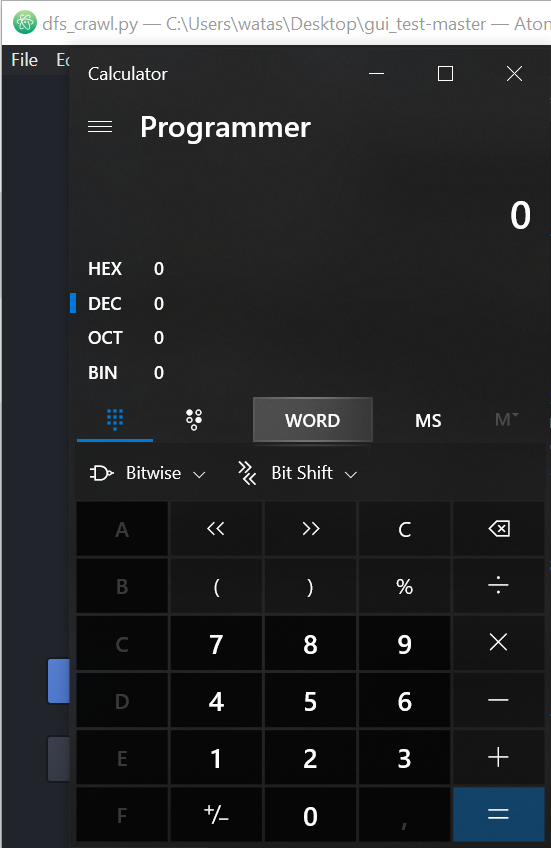 dfs_crawl.py — C:\Users\watas\Desktop\gui_test-master — Atom
File
Calculator
Programmer
0
HEX 0
DEC 0
OCT 0
BIN 0
WORD MS M
Bitwise Bit Shift
A << >> C
B ( ) % ÷
C 7 8 9 ×
D 4 5 6 −
E 1 2 3 +
F +/− 0 , =